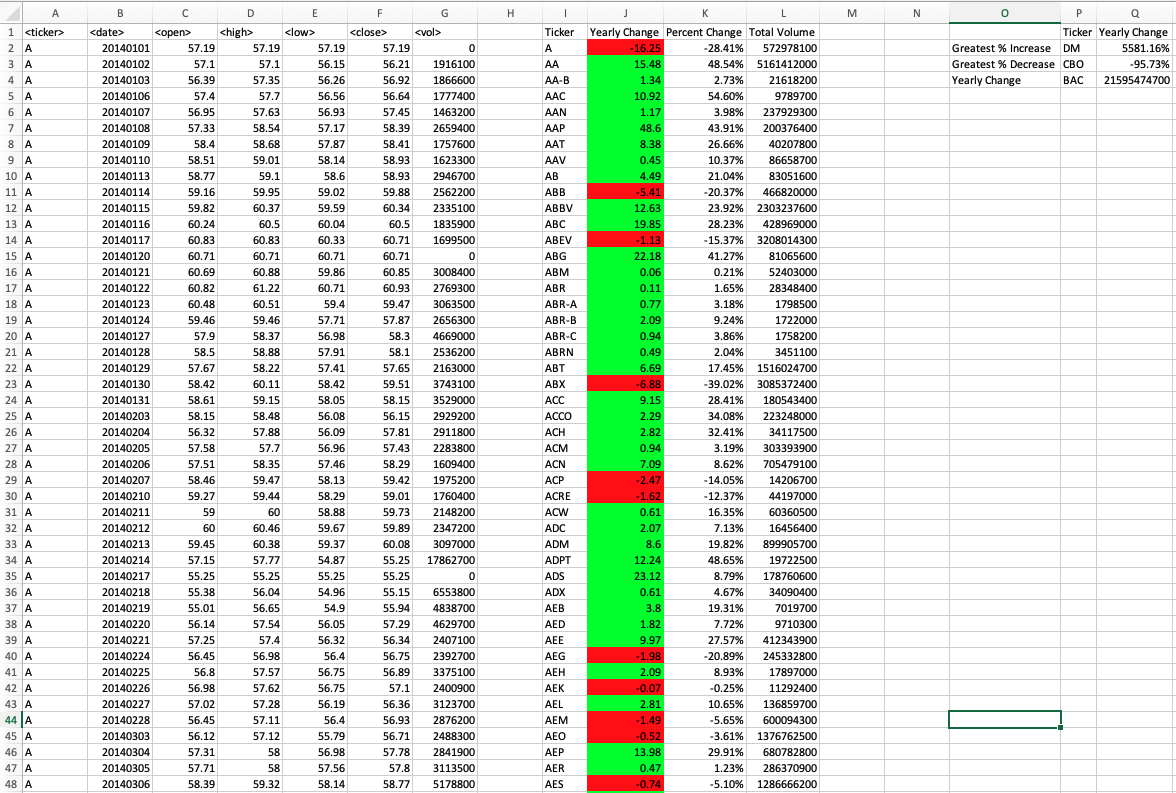 A B C D E F G H I J K L M N O P Q
1 <ticker> <date> <open> <high> <low> <close> <vol> Ticker Yearly Change Percent Change Total Volume Ticker Yearly Change
2 A 20140101 57.19 57.19 57.19 57.19 0 A -16.25 -28.41% 572978100 Greatest % Increase DM 5581.16%
3 A 20140102 57.1 57.1 56.15 56.21 1916100 AA 15.48 48.54% 5161412000 Greatest % Decrease CBO -95.73%
4 A 20140103 56.39 57.35 56.26 56.92 1866600 AA-B 1.34 2.73% 21618200 Yearly Change BAC 21595474700
5 A 20140106 57.4 57.7 56.56 56.64 1777400 AAC 10.92 54.60% 9789700
6 A 20140107 56.95 57.63 56.93 57.45 1463200 AAN 1.17 3.98% 237929300
7 A 20140108 57.33 58.54 57.17 58.39 2659400 AAP 48.6 43.91% 200376400
8 A 20140109 58.4 58.68 57.87 58.41 1757600 AAT 8.38 26.66% 40207800
9 A 20140110 58.51 59.01 58.14 58.93 1623300 AAV 0.45 10.37% 86658700
10 A 20140113 58.77 59.1 58.6 58.93 2946700 AB 4.49 21.04% 83051600
11 A 20140114 59.16 59.95 59.02 59.88 2562200 ABB -5.41 -20.37% 466820000
12 A 20140115 59.82 60.37 59.59 60.34 2335100 ABBV 12.63 23.92% 2303237600
13 A 20140116 60.24 60.5 60.04 60.5 1835900 ABC 19.85 28.23% 428969000
14 A 20140117 60.83 60.83 60.33 60.71 1699500 ABEV -1.13 -15.37% 3208014300
15 A 20140120 60.71 60.71 60.71 60.71 0 ABG 22.18 41.27% 81065600
16 A 20140121 60.69 60.88 59.86 60.85 3008400 ABM 0.06 0.21% 52403000
17 A 20140122 60.82 61.22 60.71 60.93 2769300 ABR 0.11 1.65% 28348400
18 A 20140123 60.48 60.51 59.4 59.47 3063500 ABR-A 0.77 3.18% 1798500
19 A 20140124 59.46 59.46 57.71 57.87 2656300 ABR-B 2.09 9.24% 1722000
20 A 20140127 57.9 58.37 56.98 58.3 4669000 ABR-C 0.94 3.86% 1758200
21 A 20140128 58.5 58.88 57.91 58.1 2536200 ABRN 0.49 2.04% 3451100
22 A 20140129 57.67 58.22 57.41 57.65 2163000 ABT 6.69 17.45% 1516024700
23 A 20140130 58.42 60.11 58.42 59.51 3743100 ABX -6.88 -39.02% 3085372400
24 A 20140131 58.61 59.15 58.05 58.15 3529000 ACC 9.15 28.41% 180543400
25 A 20140203 58.15 58.48 56.08 56.15 2929200 ACCO 2.29 34.08% 223248000
26 A 20140204 56.32 57.88 56.09 57.81 2911800 ACH 2.82 32.41% 34117500
27 A 20140205 57.58 57.7 56.96 57.43 2283800 ACM 0.94 3.19% 303393900
28 A 20140206 57.51 58.35 57.46 58.29 1609400 ACN 7.09 8.62% 705479100
29 A 20140207 58.46 59.47 58.13 59.42 1975200 ACP -2.47 -14.05% 14206700
30 A 20140210 59.27 59.44 58.29 59.01 1760400 ACRE -1.62 -12.37% 44197000
31 A 20140211 59 60 58.88 59.73 2148200 ACW 0.61 16.35% 60360500
32 A 20140212 60 60.46 59.67 59.89 2347200 ADC 2.07 7.13% 16456400
33 A 20140213 59.45 60.38 59.37 60.08 3097000 ADM 8.6 19.82% 899905700
34 A 20140214 57.15 57.77 54.87 55.25 17862700 ADPT 12.24 48.65% 19722500
35 A 20140217 55.25 55.25 55.25 55.25 0 ADS 23.12 8.79% 178760600
36 A 20140218 55.38 56.04 54.96 55.15 6553800 ADX 0.61 4.67% 34090400
37 A 20140219 55.01 56.65 54.9 55.94 4838700 AEB 3.8 19.31% 7019700
38 A 20140220 56.14 57.54 56.05 57.29 4629700 AED 1.82 7.72% 9710300
39 A 20140221 57.25 57.4 56.32 56.34 2407100 AEE 9.97 27.57% 412343900
40 A 20140224 56.45 56.98 56.4 56.75 2392700 AEG -1.98 -20.89% 245332800
41 A 20140225 56.8 57.57 56.75 56.89 3375100 AEH 2.09 8.93% 17897000
42 A 20140226 56.98 57.62 56.75 57.1 2400900 AEK -0.07 -0.25% 11292400
43 A 20140227 57.02 57.28 56.19 56.36 3123700 AEL 2.81 10.65% 136859700
44 A 20140228 56.45 57.11 56.4 56.93 2876200 AEM -1.49 -5.65% 600094300
45 A 20140303 56.12 57.12 55.79 56.71 2488300 AEO -0.52 -3.61% 1376762500
46 A 20140304 57.31 58 56.98 57.78 2841900 AEP 13.98 29.91% 680782800
47 A 20140305 57.71 58 57.56 57.8 3113500 AER 0.47 1.23% 286370900
48 A 20140306 58.39 59.32 58.14 58.77 5178800 AES -0.74 -5.10% 1286666200